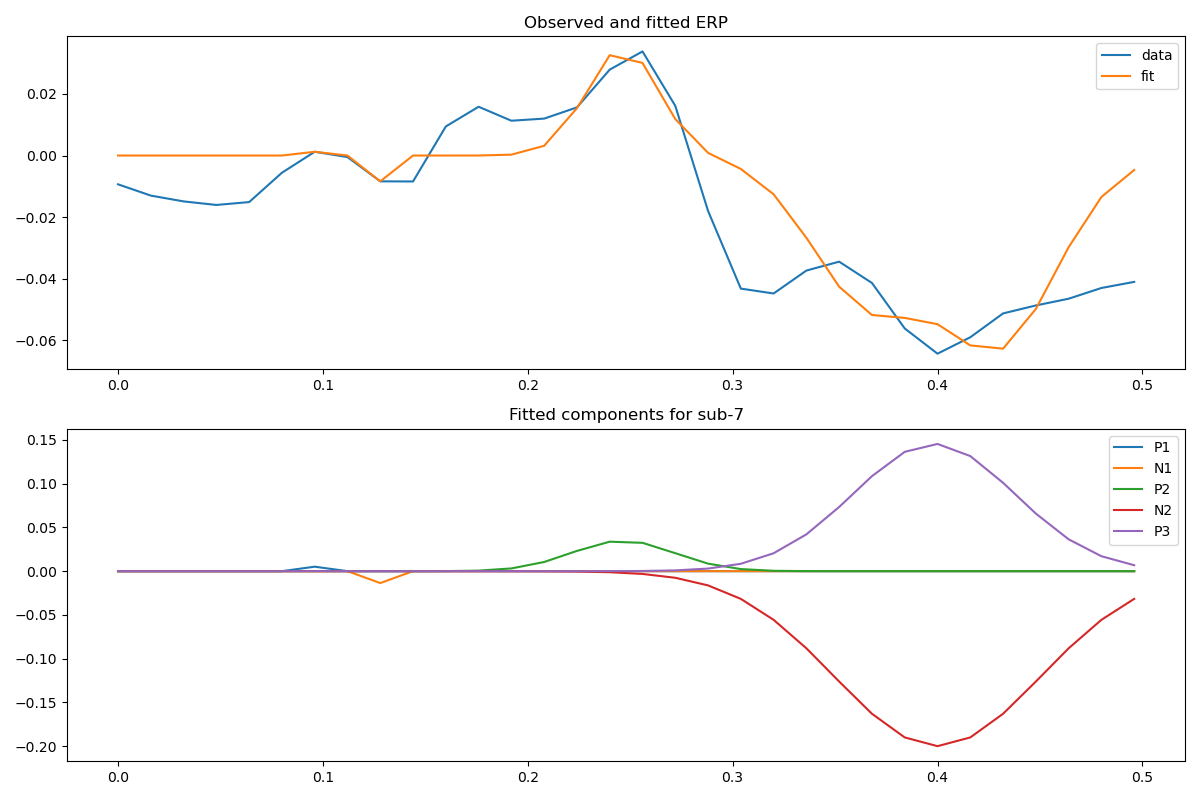 Observed and fitted ERP
data
fit
0.02
0.00
−0.02
−0.04
−0.06
0.0 0.1 0.2 0.3 0.4 0.5
Fitted components for sub-7
P1
N1
P2
N2
P3
0.15
0.10
0.05
0.00
−0.05
−0.10
−0.15
−0.20
0.0 0.1 0.2 0.3 0.4 0.5